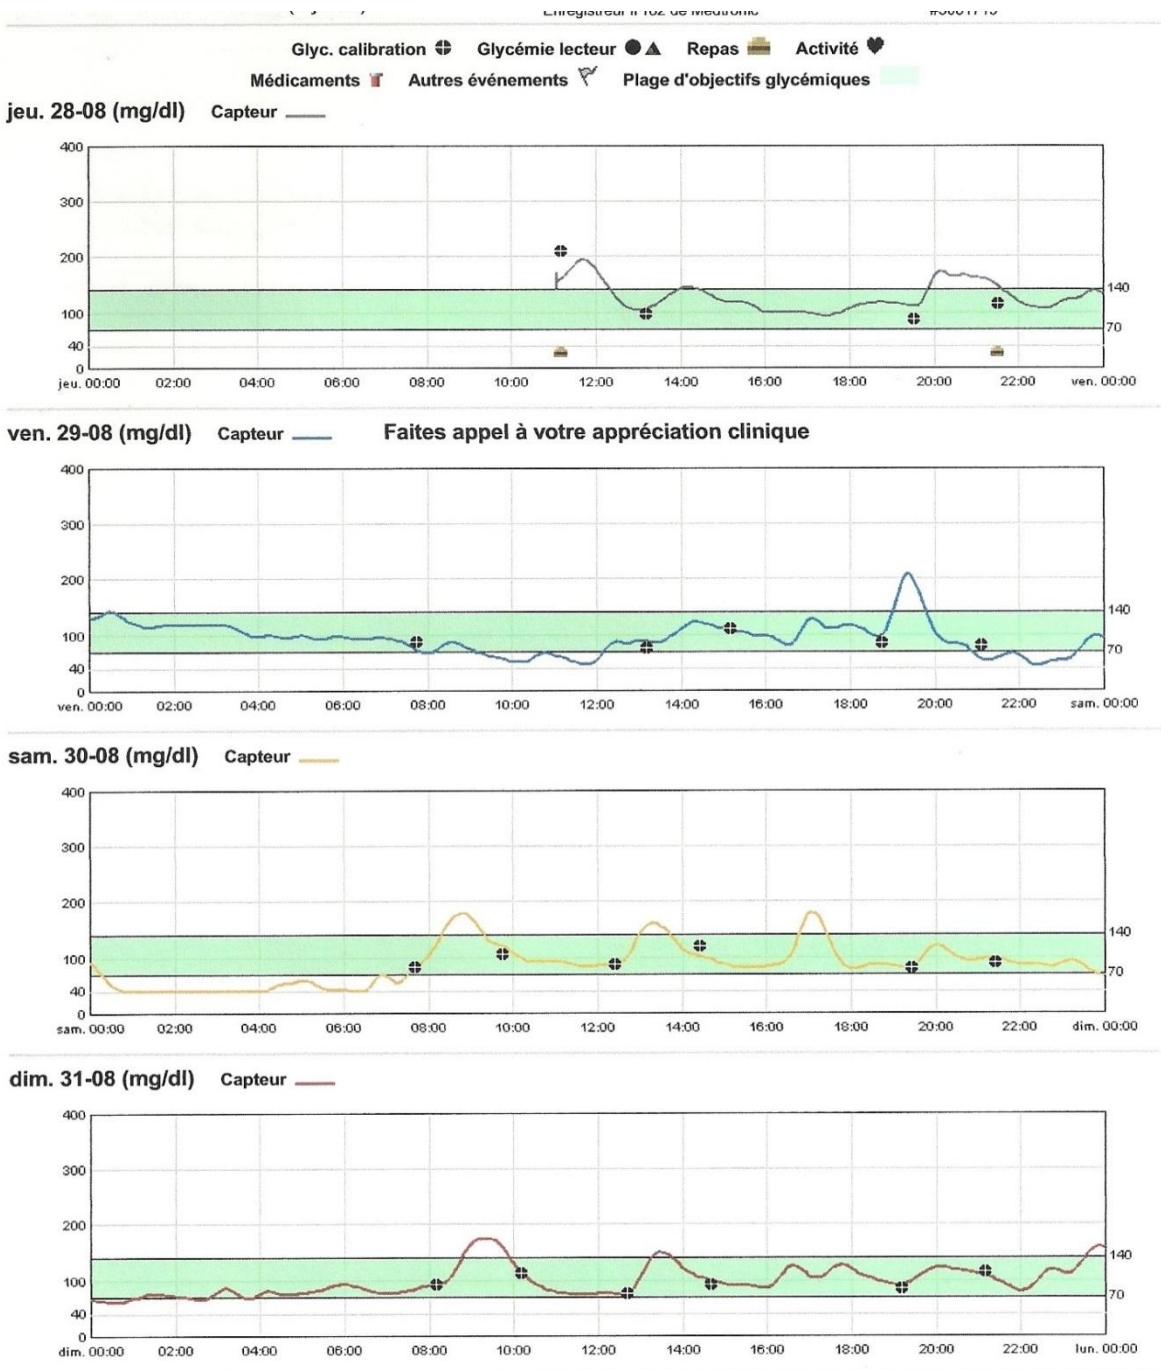 Enregistreur iPro2 de Medtronic
Glyc. calibration Glycémie lecteur Repas Activité
Médicaments Autres événements Plage d'objectifs glycémiques
jeu. 28-08 (mg/dl) Capteur
400
300
200
140
100
70
40
0
jeu. 00:00 02:00 04:00 06:00 08:00 10:00 12:00 14:00 16:00 18:00 20:00 22:00 ven. 00:00
ven. 29-08 (mg/dl) Capteur Faites appel à votre appréciation clinique
400
300
200
140
100
70
40
0
ven. 00:00 02:00 04:00 06:00 08:00 10:00 12:00 14:00 16:00 18:00 20:00 22:00 sam. 00:00
sam. 30-08 (mg/dl) Capteur
400
300
200
140
100
70
40
0
sam. 00:00 02:00 04:00 06:00 08:00 10:00 12:00 14:00 16:00 18:00 20:00 22:00 dim. 00:00
dim. 31-08 (mg/dl) Capteur
400
300
200
140
100
70
40
0
dim. 00:00 02:00 04:00 06:00 08:00 10:00 12:00 14:00 16:00 18:00 20:00 22:00 lun. 00:00